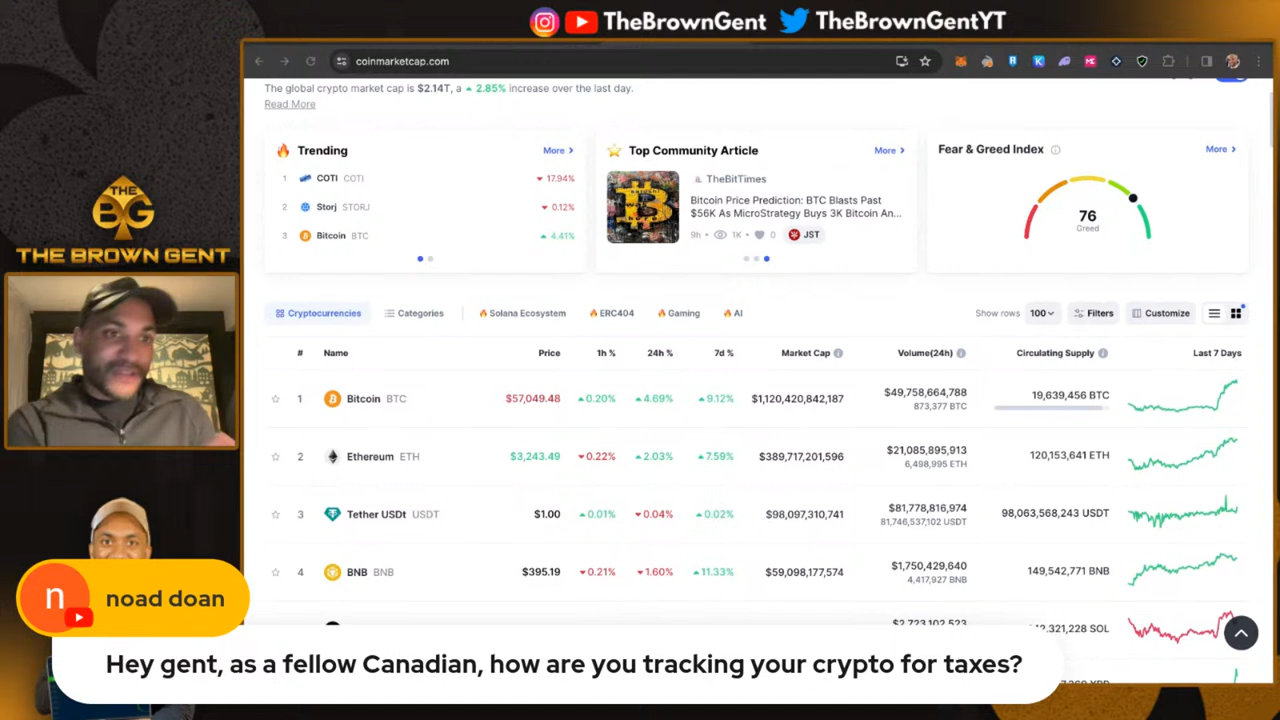 TheBrownGent TheBrownGentYT
coinmarketcap.com
The global crypto market cap is $2.14T, a 2.85% increase over the last day.
Read More
Trending More
1 COTI COTI 17.94%
2 Storj STORJ 0.12%
3 Bitcoin BTC 4.41%
Top Community Article More
TheBitTimes
Bitcoin Price Prediction: BTC Blasts Past
$56K As MicroStrategy Buys 3K Bitcoin An...
9h • 1K • 0 JST
Fear & Greed Index More
76
Greed
THE
BG
THE BROWN GENT
Cryptocurrencies Categories Solana Ecosystem ERC404 Gaming AI Show rows 100 Filters Customize
# Name Price 1h % 24h % 7d % Market Cap Volume(24h) Circulating Supply Last 7 Days
1 Bitcoin BTC $57,049.48 0.20% 4.69% 9.12% $1,120,420,842,187 $49,758,664,788 19,639,456 BTC
873,377 BTC
2 Ethereum ETH $3,243.49 0.22% 2.03% 7.59% $389,717,201,596 $21,085,895,913 120,153,641 ETH
6,498,995 ETH
3 Tether USDt USDT $1.00 0.01% 0.04% 0.02% $98,097,310,741 $81,778,816,974 98,063,568,243 USDT
81,746,537,102 USDT
4 BNB BNB $395.19 0.21% 1.60% 11.33% $59,098,177,574 $1,750,429,640 149,542,771 BNB
4,417,927 BNB
SOL
n noad doan
Hey gent, as a fellow Canadian, how are you tracking your crypto for taxes?